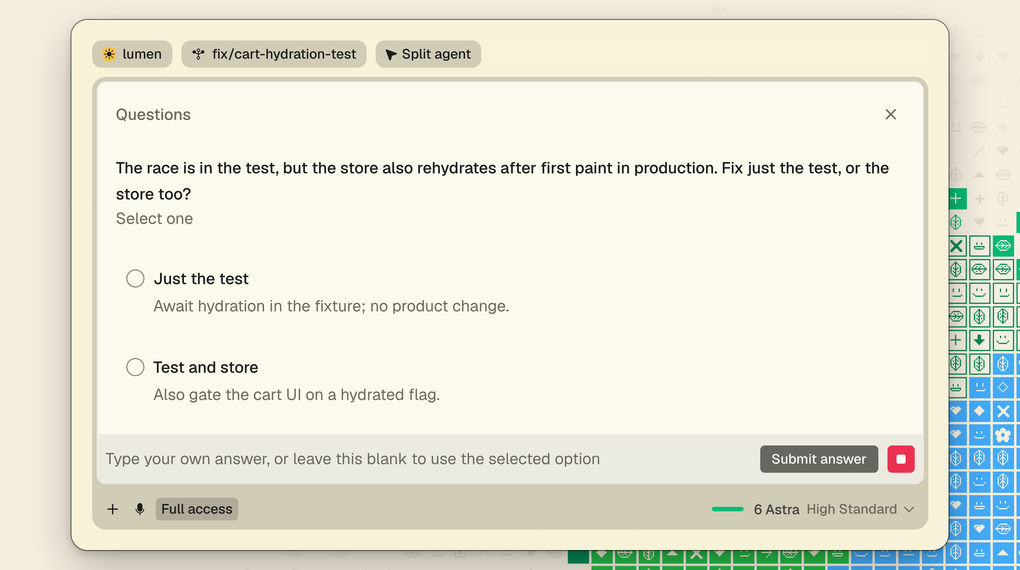 lumen
fix/cart-hydration-test
Split agent
Questions
The race is in the test, but the store also rehydrates after first paint in production. Fix just the test, or the
store too?
Select one
Just the test
Await hydration in the fixture; no product change.
Test and store
Also gate the cart UI on a hydrated flag.
Type your own answer, or leave this blank to use the selected option
Submit answer
Full access
6 Astra High Standard